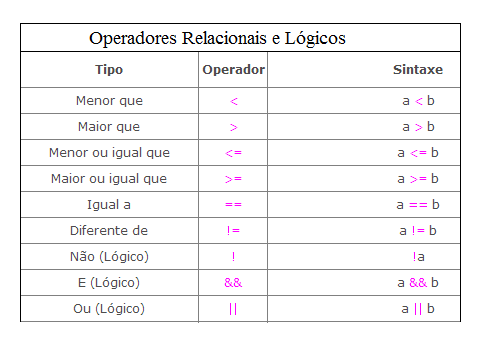 Operadores Relacionais e Lógicos
Tipo Operador Sintaxe
Menor que < a < b
Maior que > a > b
Menor ou igual que <= a <= b
Maior ou igual que >= a >= b
Igual a == a == b
Diferente de != a != b
Não (Lógico) ! !a
E (Lógico) && a && b
Ou (Lógico) || a || b